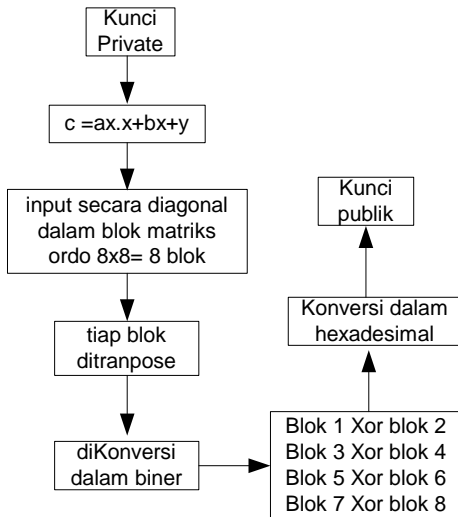 Kunci
Private
c =ax.x+bx+y
input secara diagonal
dalam blok matriks
ordo 8x8= 8 blok
tiap blok
ditranpose
diKonversi
dalam biner
Blok 1 Xor blok 2
Blok 3 Xor blok 4
Blok 5 Xor blok 6
Blok 7 Xor blok 8
Konversi dalam
hexadesimal
Kunci
publik